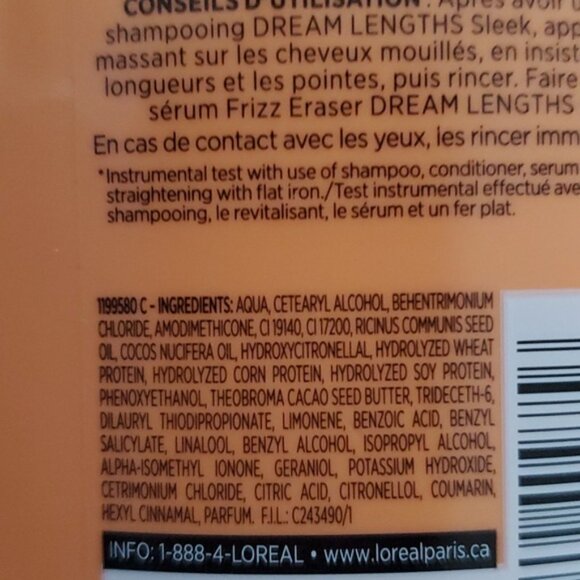 CONSEILS D'UTILISATION : Après avoir
shampooing DREAM LENGTHS Sleek,
massant sur les cheveux mouillés, en
longueurs et les pointes, puis rincer. Faire
sérum Frizz Eraser DREAM LENGTHS
En cas de contact avec les yeux, les rincer
*Instrumental test with use of shampoo, conditioner, serum
straightening with flat iron./Test instrumental effectué
shampooing, le revitalisant, le sérum et un fer plat.
1199580 C - INGREDIENTS: AQUA, CETEARYL ALCOHOL, BEHENTRIMONIUM
CHLORIDE, AMODIMETHICONE, CI 19140, CI 17200, RICINUS COMMUNIS SEED
OIL, COCOS NUCIFERA OIL, HYDROXYCITRONELLAL, HYDROLYZED WHEAT
PROTEIN, HYDROLYZED CORN PROTEIN, HYDROLYZED SOY PROTEIN,
PHENOXYETHANOL, THEOBROMA CACAO SEED BUTTER, TRIDECETH-6,
DILAURYL THIODIPROPIONATE, LIMONENE, BENZOIC ACID, BENZYL
SALICYLATE, LINALOOL, BENZYL ALCOHOL, ISOPROPYL ALCOHOL,
ALPHA-ISOMETHYL IONONE, GERANIOL, POTASSIUM HYDROXIDE,
CETRIMONIUM CHLORIDE, CITRIC ACID, CITRONELLOL, COUMARIN,
HEXYL CINNAMAL, PARFUM. F.I.L.: C243490/1
INFO: 1-888-4-LOREAL • www.lorealparis.ca